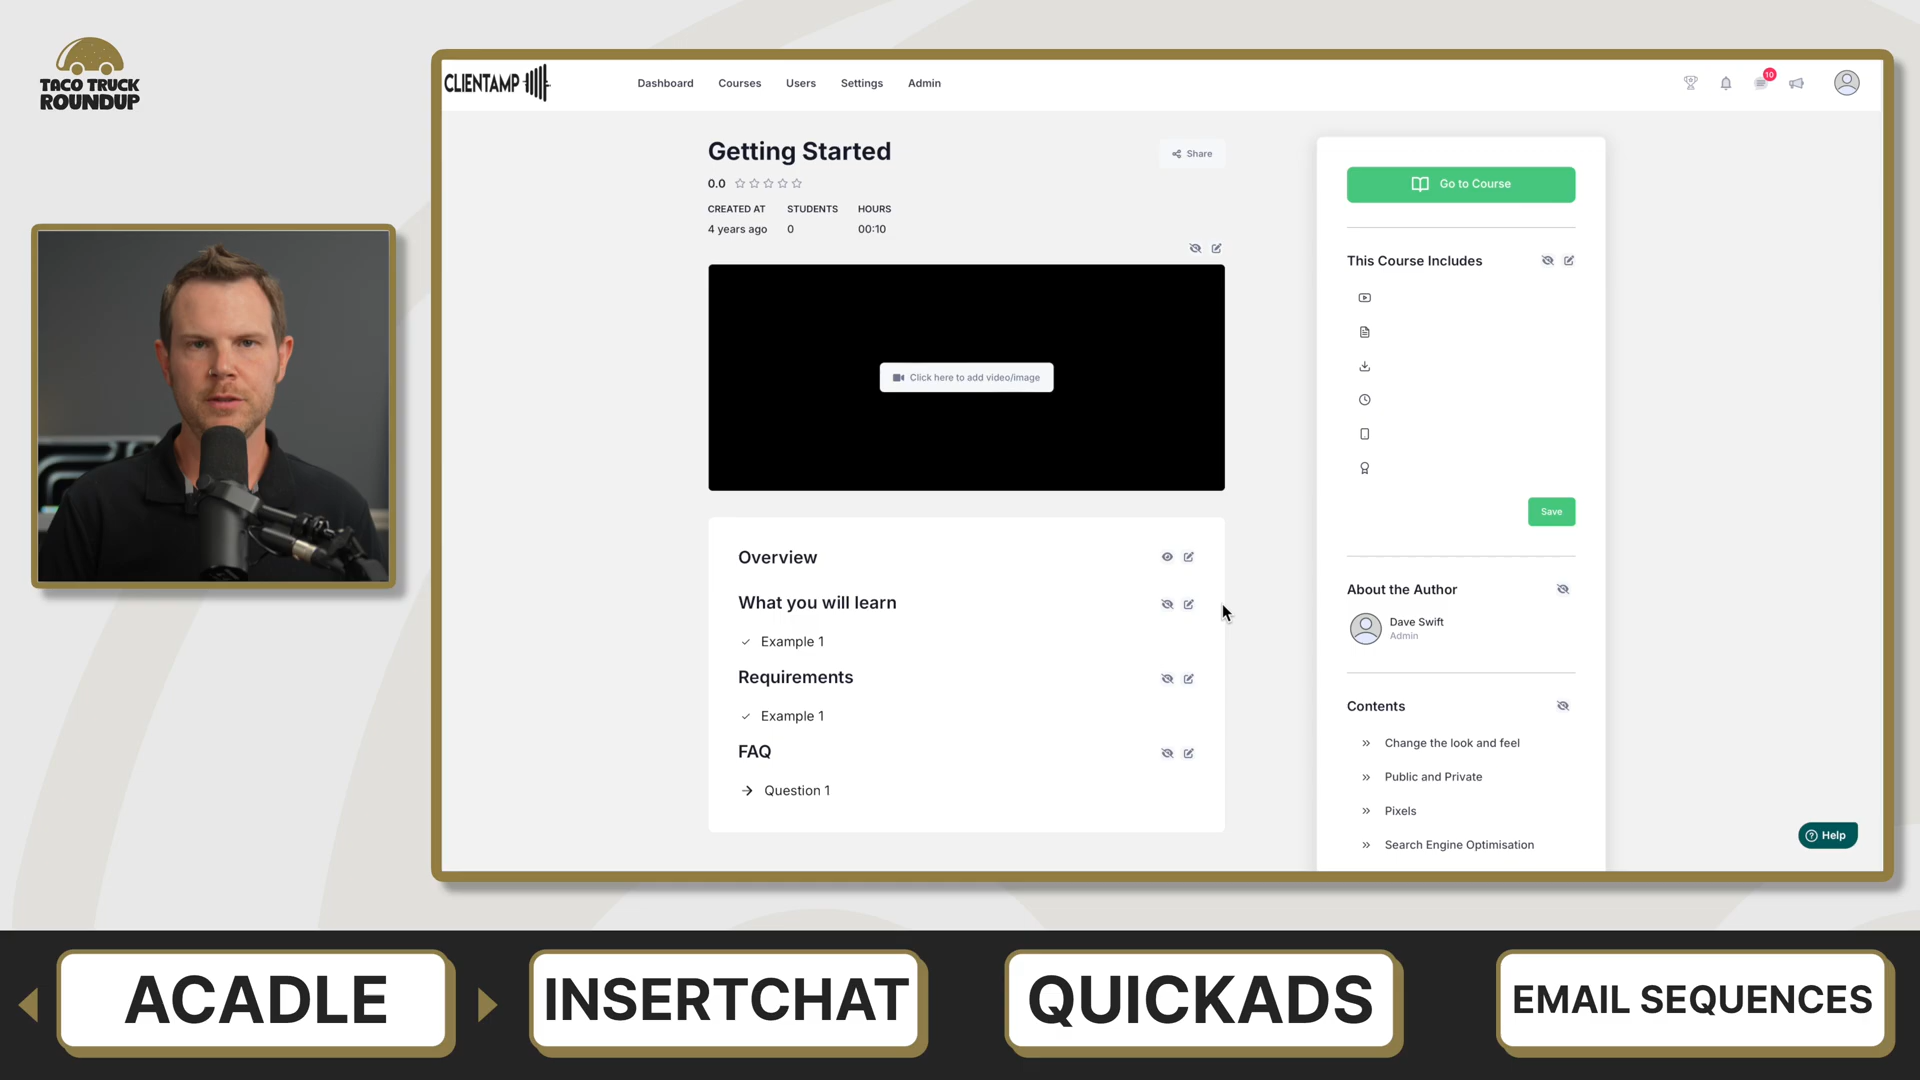 TACO TRUCK
ROUNDUP
CLIENTAMP
Dashboard Courses Users Settings Admin
10
Getting Started
Share
0.0
CREATED AT STUDENTS HOURS
4 years ago 0 00:10
Click here to add video/image
Overview
What you will learn
Example 1
Requirements
Example 1
FAQ
Question 1
Go to Course
This Course Includes
Save
About the Author
Dave Swift
Admin
Contents
Change the look and feel
Public and Private
Pixels
Search Engine Optimisation
Help
ACADLE
INSERTCHAT
QUICKADS
EMAIL SEQUENCES